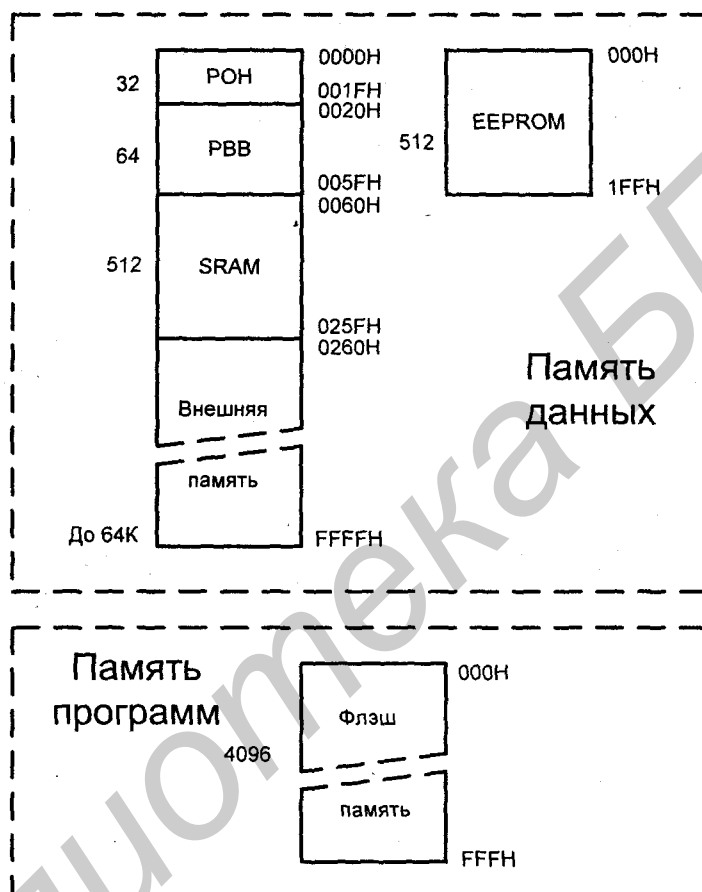 0000H
32
РОН
001FH
0020H
64
РВВ
005FH
0060H
512
SRAM
025FH
0260H
Внешняя
память
До 64К
FFFFH
000H
512
EEPROM
1FFH
Память
данных
Память
программ
000H
Флэш
4096
память
FFFH